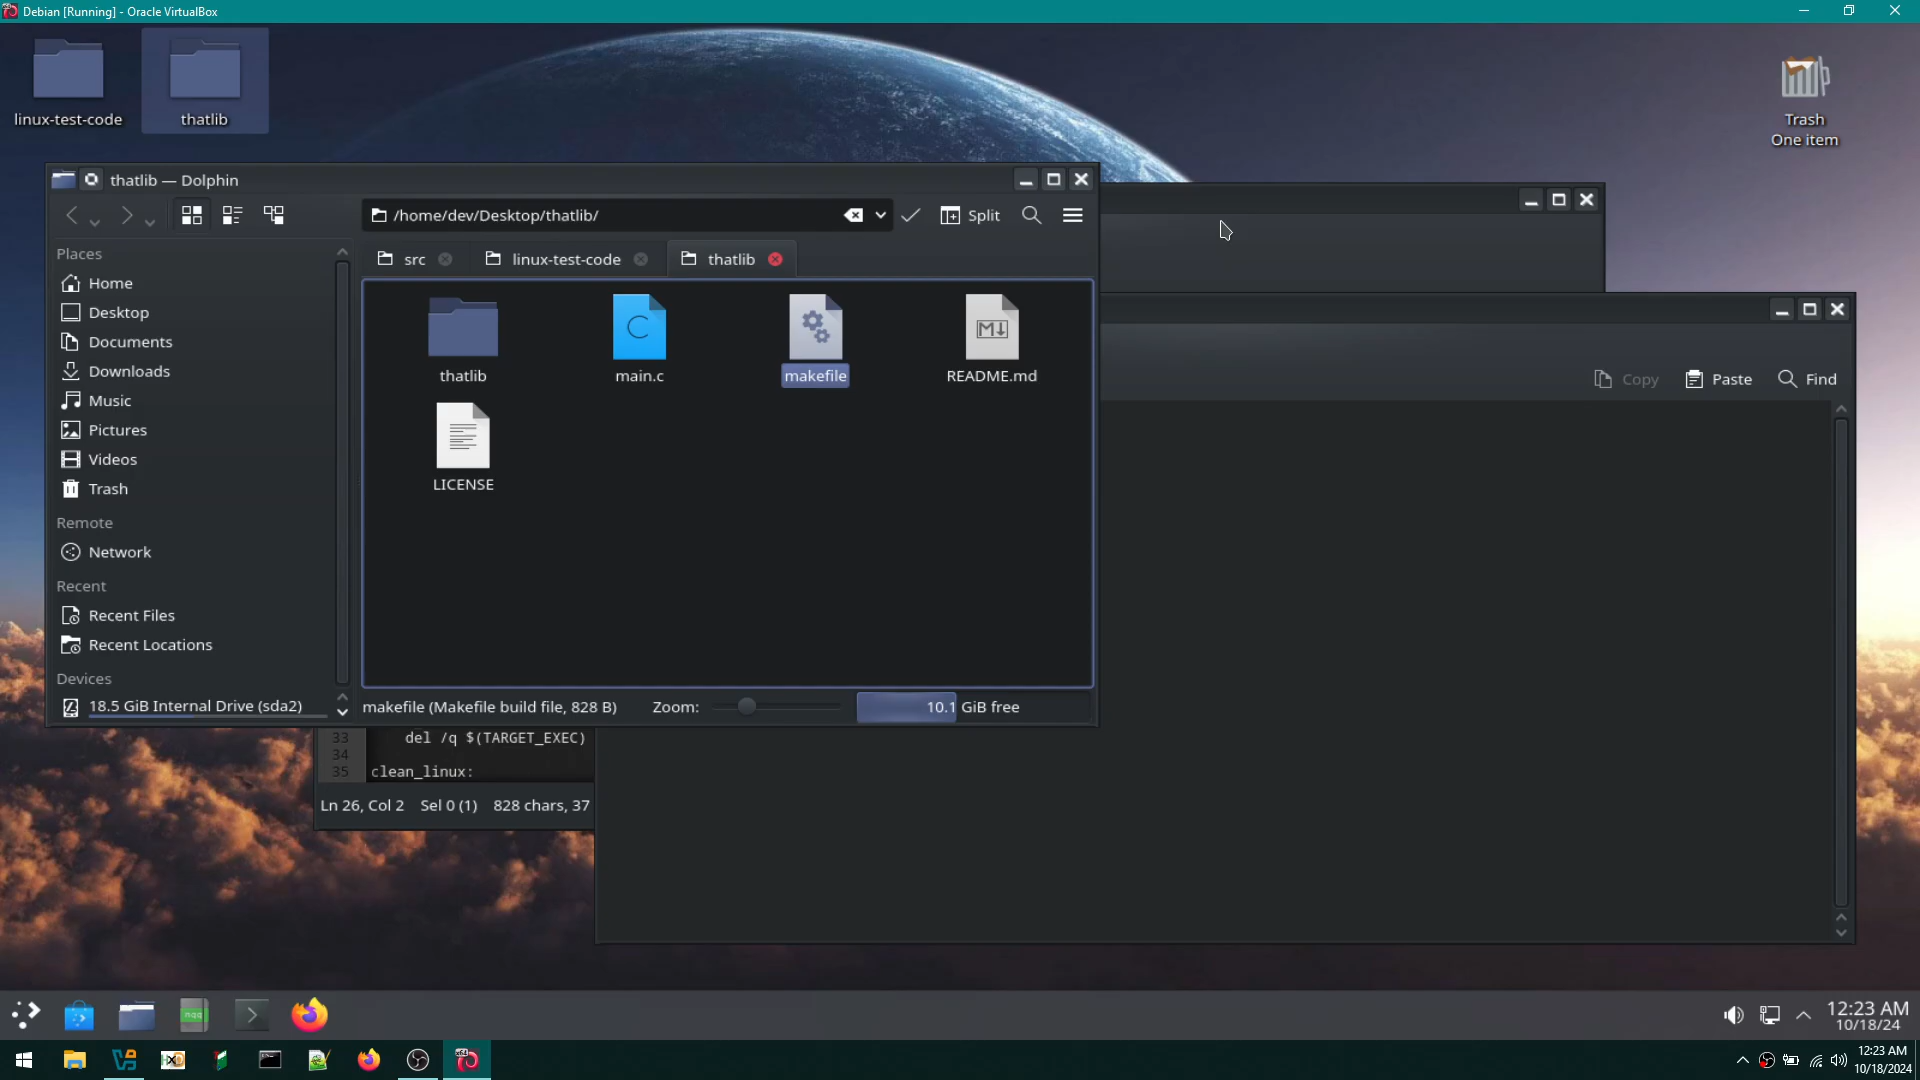 Debian [Running] - Oracle VirtualBox
linux-test-code
thatlib
Trash
One item
thatlib — Dolphin
/home/dev/Desktop/thatlib/
Split
Places
Home
Desktop
Documents
Downloads
Music
Pictures
Videos
Trash
Remote
Network
Recent
Recent Files
Recent Locations
Devices
18.5 GiB Internal Drive (sda2)
src
linux-test-code
thatlib
thatlib
C
main.c
makefile
M↓
README.md
LICENSE
makefile (Makefile build file, 828 B)
Zoom:
10.1 GiB free
Copy
Paste
Find
33 del /q $(TARGET_EXEC)
34
35 clean_linux:
Ln 26, Col 2 Sel 0 (1) 828 chars, 37
nqq
12:23 AM
10/18/24
12:23 AM
10/18/2024